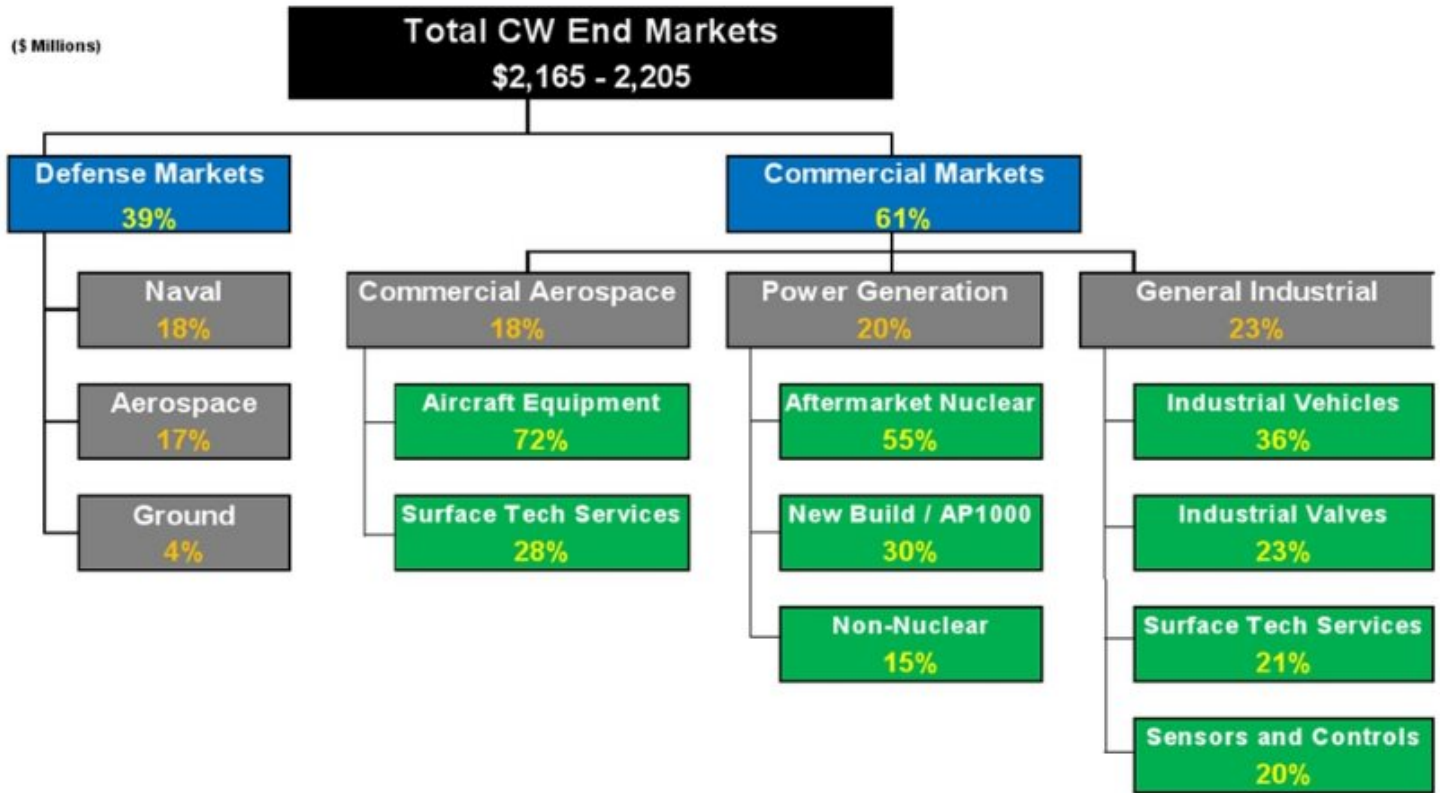 ($ Millions)
Total CW End Markets
$2,165 - 2,205
Defense Markets
39%
Commercial Markets
61%
Naval
18%
Aerospace
17%
Ground
4%
Commercial Aerospace
18%
Aircraft Equipment
72%
Surface Tech Services
28%
Power Generation
20%
Aftermarket Nuclear
55%
New Build / AP1000
30%
Non-Nuclear
15%
General Industrial
23%
Industrial Vehicles
36%
Industrial Valves
23%
Surface Tech Services
21%
Sensors and Controls
20%